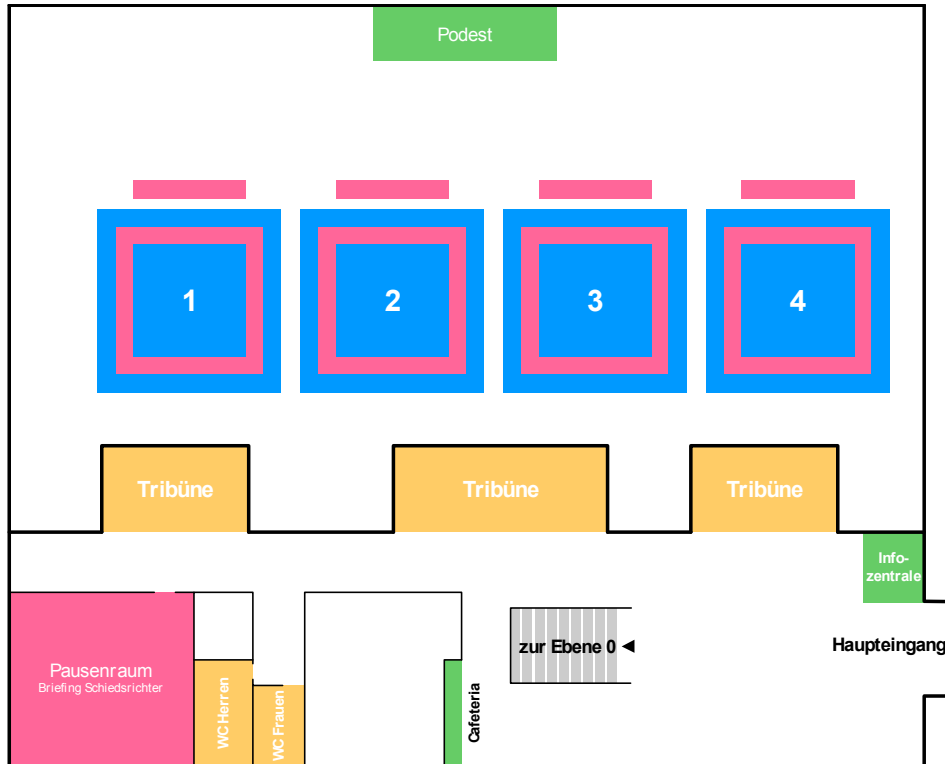 Podest
1
2
3
4
Tribüne
Tribüne
Tribüne
Info-
zentrale
zur Ebene 0
Haupteingang
Pausenraum
Briefing Schiedsrichter
WC Herren
WC Frauen
Cafeteria